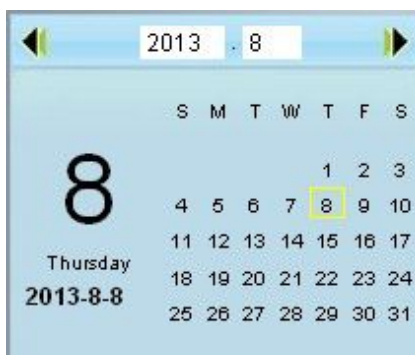 2013 . 8
S M T W T F S
1 2 3
8
4 5 6 7 8 9 10
11 12 13 14 15 16 17
Thursday
18 19 20 21 22 23 24
2013-8-8
25 26 27 28 29 30 31